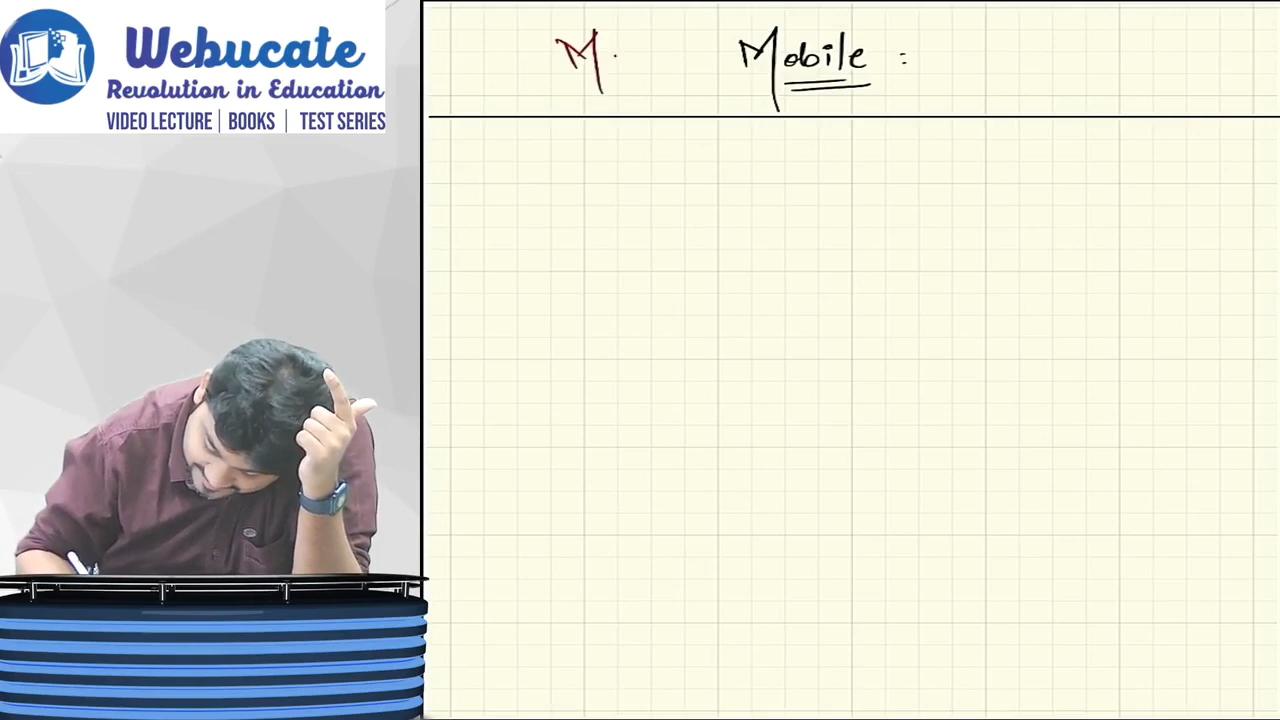 Webucate
Revolution in Education
VIDEO LECTURE | BOOKS | TEST SERIES
M. Mobile :